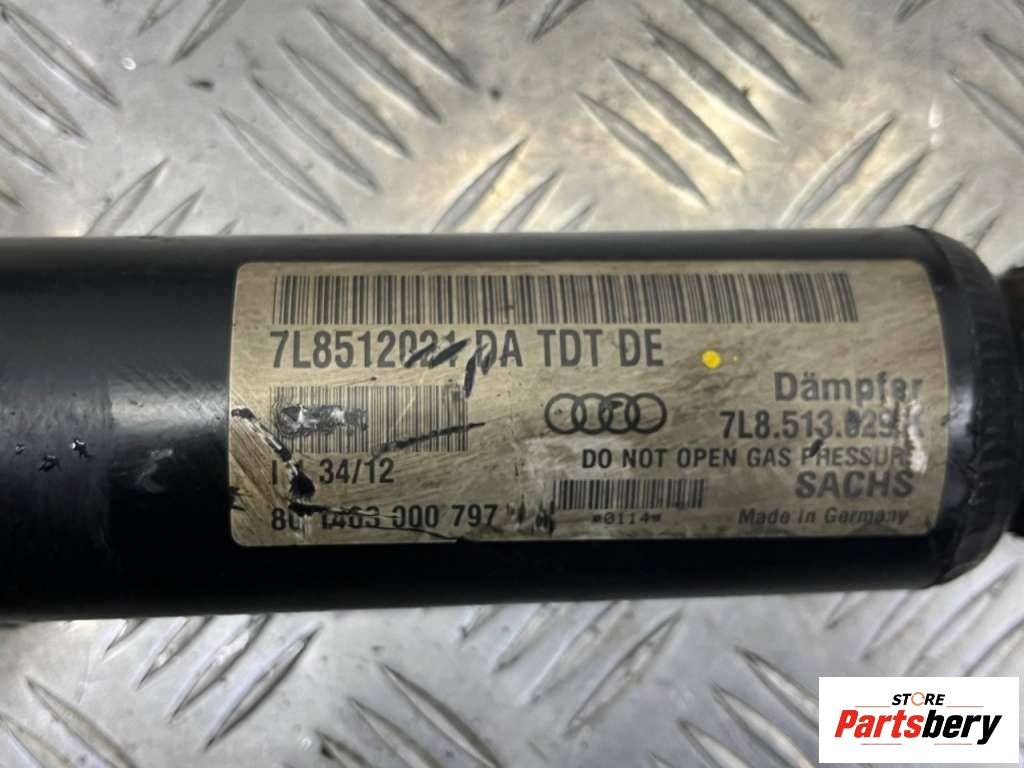 7L8512021 DA TDT DE
Dämpfer
7L8.513.029
34/12
DO NOT OPEN GAS PRESSURE
SACHS
1463 000 797
*0114*
Made in Germany
STORE
Partsbery